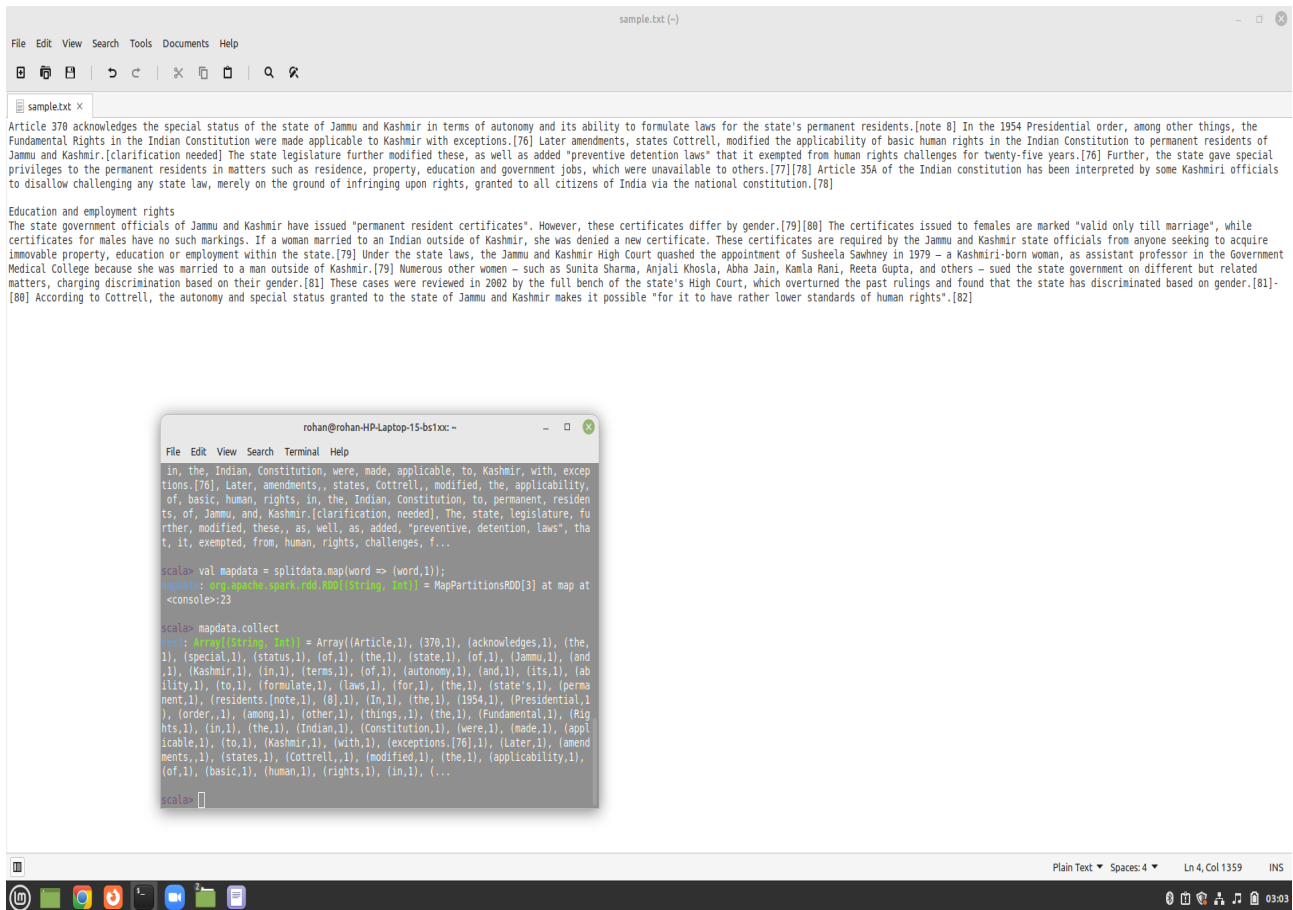 sample.txt (~)
File Edit View Search Tools Documents Help
sample.txt ×
Article 370 acknowledges the special status of the state of Jammu and Kashmir in terms of autonomy and its ability to formulate laws for the state's permanent residents.[note 8] In the 1954 Presidential order, among other things, the
Fundamental Rights in the Indian Constitution were made applicable to Kashmir with exceptions.[76] Later amendments, states Cottrell, modified the applicability of basic human rights in the Indian Constitution to permanent residents of
Jammu and Kashmir.[clarification needed] The state legislature further modified these, as well as added "preventive detention laws" that it exempted from human rights challenges for twenty-five years.[76] Further, the state gave special
privileges to the permanent residents in matters such as residence, property, education and government jobs, which were unavailable to others.[77][78] Article 35A of the Indian constitution has been interpreted by some Kashmiri officials
to disallow challenging any state law, merely on the ground of infringing upon rights, granted to all citizens of India via the national constitution.[78]
Education and employment rights
The state government officials of Jammu and Kashmir have issued "permanent resident certificates". However, these certificates differ by gender.[79][80] The certificates issued to females are marked "valid only till marriage", while
certificates for males have no such markings. If a woman married to an Indian outside of Kashmir, she was denied a new certificate. These certificates are required by the Jammu and Kashmir state officials from anyone seeking to acquire
immovable property, education or employment within the state.[79] Under the state laws, the Jammu and Kashmir High Court quashed the appointment of Susheela Sawhney in 1979 – a Kashmiri-born woman, as assistant professor in the Government
Medical College because she was married to a man outside of Kashmir.[79] Numerous other women – such as Sunita Sharma, Anjali Khosla, Abha Jain, Kamla Rani, Reeta Gupta, and others – sued the state government on different but related
matters, charging discrimination based on their gender.[81] These cases were reviewed in 2002 by the full bench of the state's High Court, which overturned the past rulings and found that the state has discriminated based on gender.[81]-
[80] According to Cottrell, the autonomy and special status granted to the state of Jammu and Kashmir makes it possible "for it to have rather lower standards of human rights".[82]
rohan@rohan-HP-Laptop-15-bs1xx: ~
File Edit View Search Terminal Help
in, the, Indian, Constitution, were, made, applicable, to, Kashmir, with, excep
tions.[76], Later, amendments,, states, Cottrell,, modified, the, applicability,
of, basic, human, rights, in, the, Indian, Constitution, to, permanent, residen
ts, of, Jammu, and, Kashmir.[clarification, needed], The, state, legislature, fu
rther, modified, these,, as, well, as, added, "preventive, detention, laws", tha
t, it, exempted, from, human, rights, challenges, f...
scala> val mapdata = splitdata.map(word => (word,1));
mapdata: org.apache.spark.rdd.RDD[(String, Int)] = MapPartitionsRDD[3] at map at
<console>:23
scala> mapdata.collect
: Array[(String, Int)] = Array((Article,1), (370,1), (acknowledges,1), (the,
1), (special,1), (status,1), (of,1), (the,1), (state,1), (of,1), (Jammu,1), (and
,1), (Kashmir,1), (in,1), (terms,1), (of,1), (autonomy,1), (and,1), (its,1), (ab
ility,1), (to,1), (formulate,1), (laws,1), (for,1), (the,1), (state's,1), (perma
nent,1), (residents.[note,1), (8],1), (In,1), (the,1), (1954,1), (Presidential,1
), (order,,1), (among,1), (other,1), (things,,1), (the,1), (Fundamental,1), (Rig
hts,1), (in,1), (the,1), (Indian,1), (Constitution,1), (were,1), (made,1), (appl
icable,1), (to,1), (Kashmir,1), (with,1), (exceptions.[76],1), (Later,1), (amend
ments,,1), (states,1), (Cottrell,,1), (modified,1), (the,1), (applicability,1),
(of,1), (basic,1), (human,1), (rights,1), (in,1), (...
scala>
Plain Text Spaces: 4 Ln 4, Col 1359 INS
2
03:03